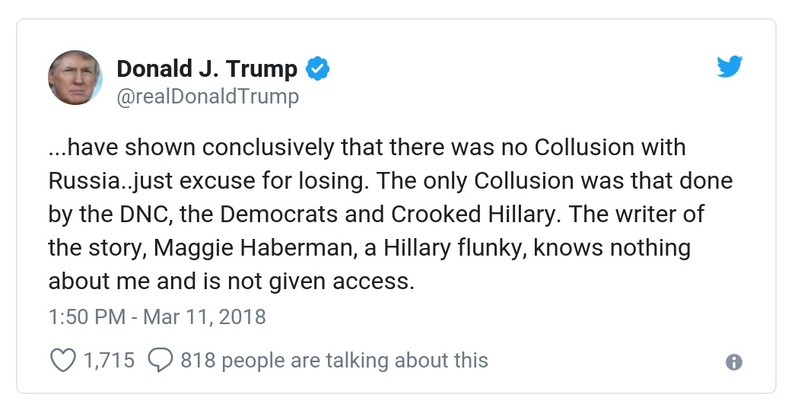 Donald J. Trump
@realDonaldTrump
...have shown conclusively that there was no Collusion with
Russia..just excuse for losing. The only Collusion was that done
by the DNC, the Democrats and Crooked Hillary. The writer of
the story, Maggie Haberman, a Hillary flunky, knows nothing
about me and is not given access.
1:50 PM - Mar 11, 2018
1,715 818 people are talking about this